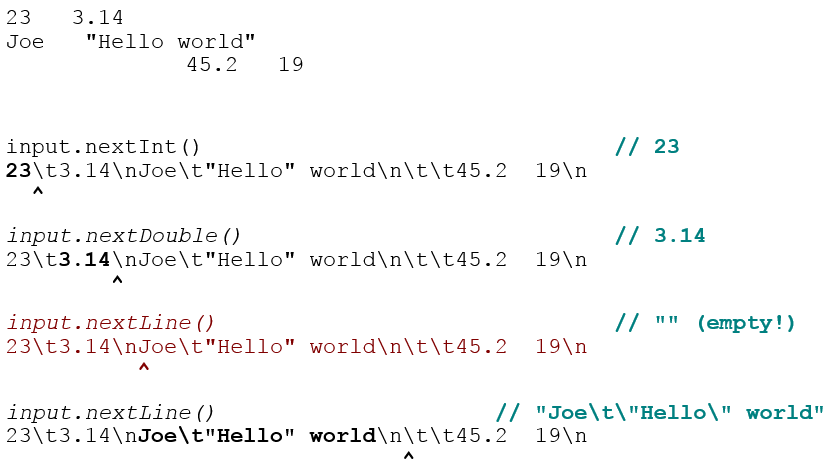 23   3.14
Joe   "Hello world"
              45.2   19
input.nextInt()                               // 23
23\t3.14\nJoe\t"Hello" world\n\t\t45.2  19\n
^
input.nextDouble()                            // 3.14
23\t3.14\nJoe\t"Hello" world\n\t\t45.2  19\n
^
input.nextLine()                              // "" (empty!)
23\t3.14\nJoe\t"Hello" world\n\t\t45.2  19\n
^
input.nextLine()                     // "Joe\t\"Hello\" world"
23\t3.14\nJoe\t"Hello" world\n\t\t45.2  19\n
^